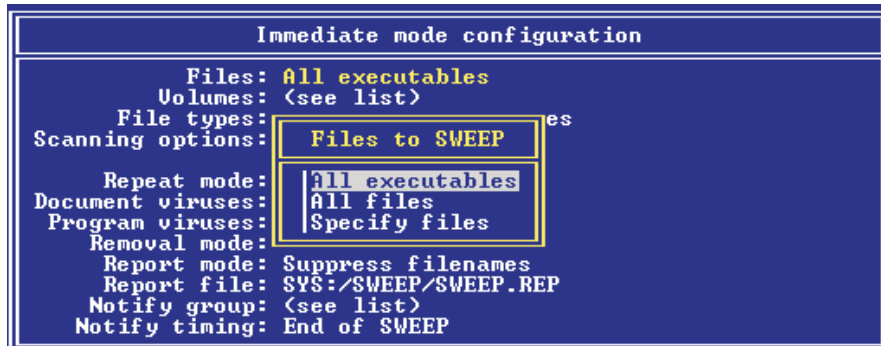 Immediate mode configuration
Files: All executables
Volumes: <see list>
File types:
es
Scanning options:
Files to SWEEP
Repeat mode:
All executables
Document viruses:
All files
Program viruses:
Specify files
Removal mode:
Report mode: Suppress filenames
Report file: SYS:/SWEEP/SWEEP.REP
Notify group: <see list>
Notify timing: End of SWEEP